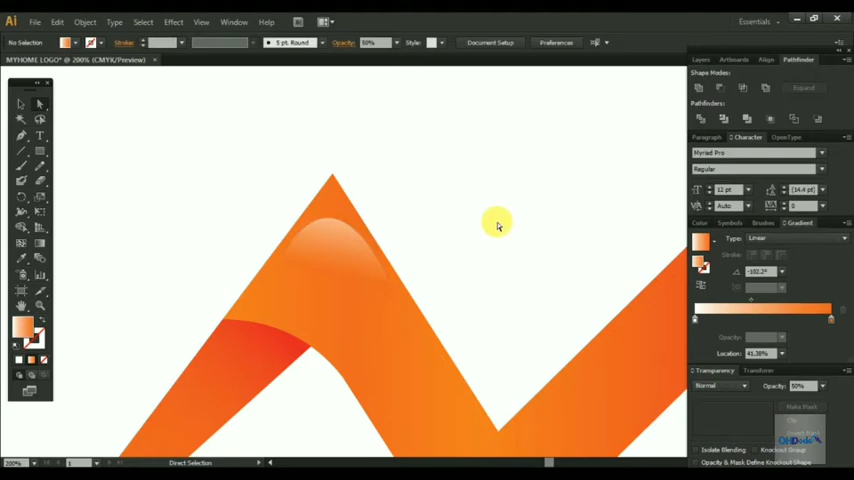 Ai File Edit Object Type Select Effect View Window Help Essentials
No Selection Stroke: 5 pt. Round Opacity: 50% Style: Document Setup Preferences
MYHOME LOGO* @ 200% (CMYK/Preview)
Layers Artboards Align Pathfinder
Shape Modes:
Expand
Pathfinders:
Paragraph Character OpenType
Myriad Pro
Regular
12 pt (14.4 pt)
Auto 0
Color Symbols Brushes Gradient
Type: Linear
Stroke:
-102.2°
Opacity:
Location: 41.38%
Transparency Transform
Normal Opacity: 50%
Make Mask
Clip
Invert Mask
OHDode
Isolate Blending Knockout Group
Opacity & Mask Define Knockout Shape
200% 1 Direct Selection